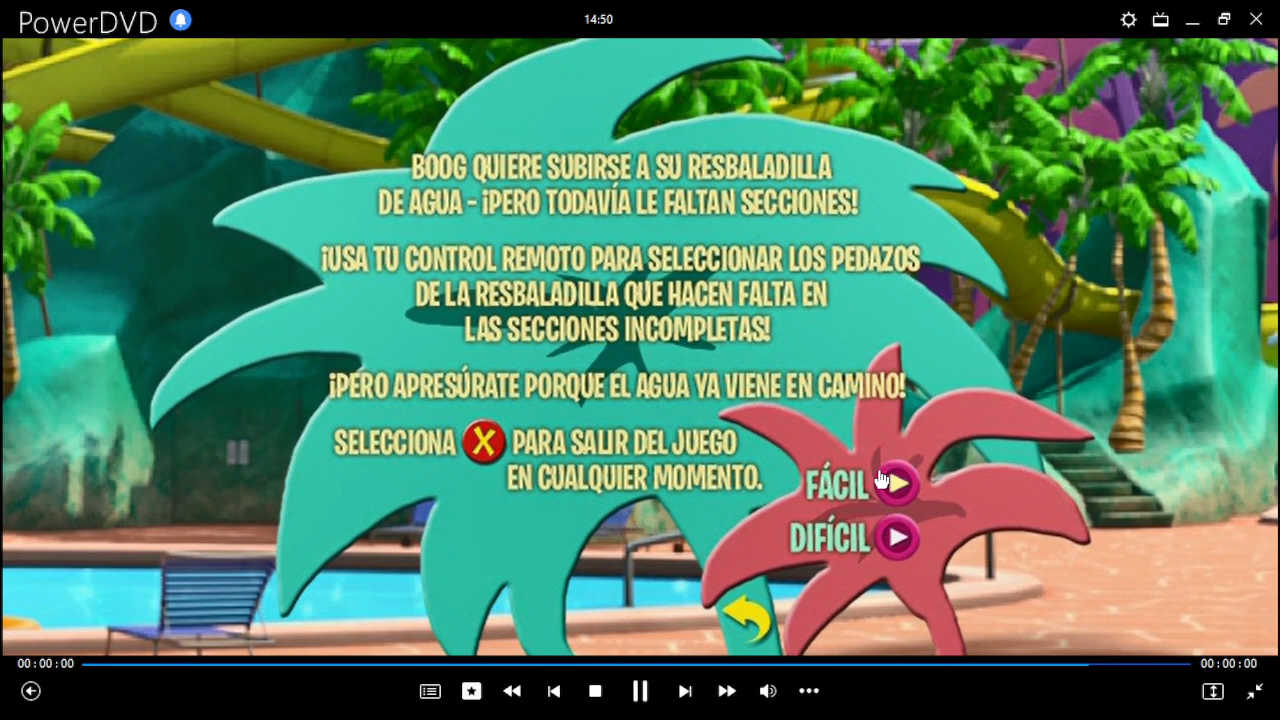 PowerDVD
14:50
BOOG QUIERE SUBIRSE A SU RESBALADILLA
DE AGUA - ¡PERO TODAVÍA LE FALTAN SECCIONES!
¡USA TU CONTROL REMOTO PARA SELECCIONAR LOS PEDAZOS
DE LA RESBALADILLA QUE HACEN FALTA EN
LAS SECCIONES INCOMPLETAS!
¡PERO APRESÚRATE PORQUE EL AGUA YA VIENE EN CAMINO!
SELECCIONA X PARA SALIR DEL JUEGO
EN CUALQUIER MOMENTO.
FÁCIL
DIFÍCIL
00:00:00
00:00:00